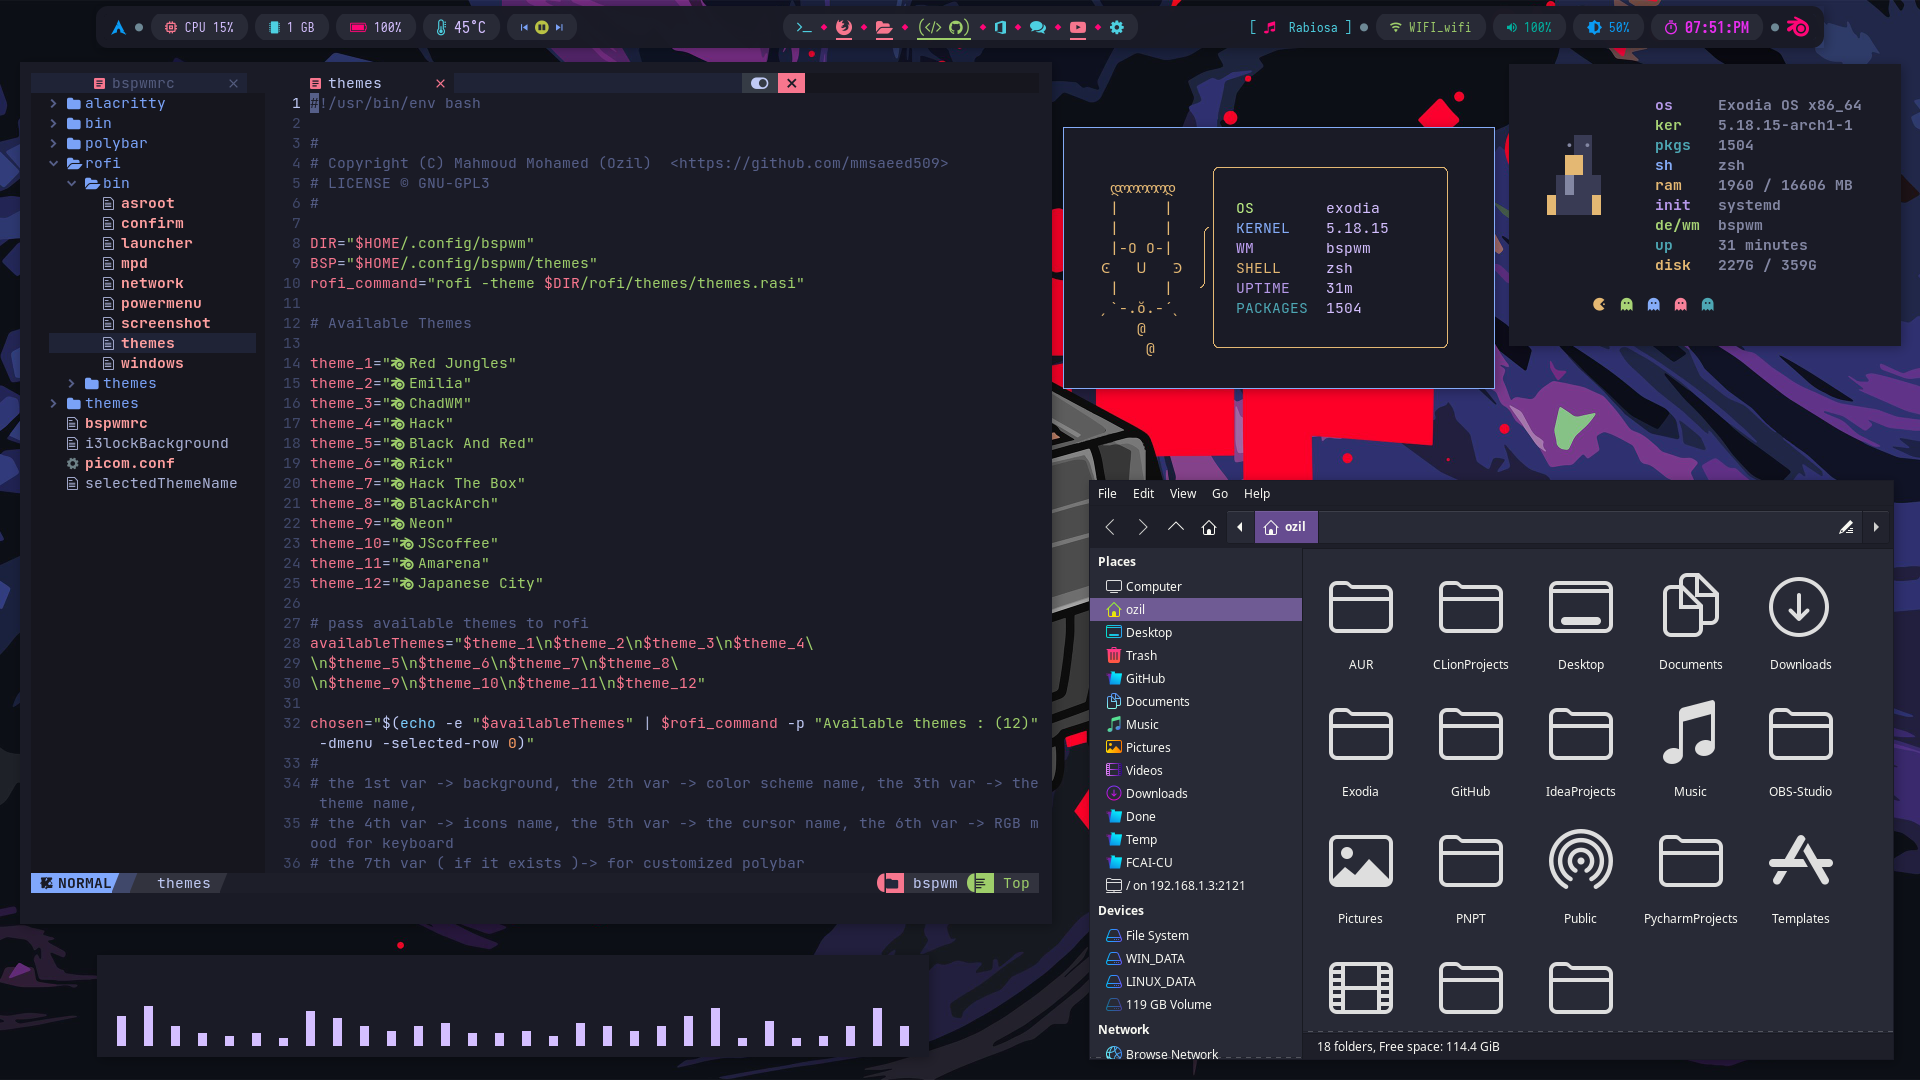 CPU 15%
1 GB
100%
45°C
[ Rabiosa ]
WIFI_wifi
100%
50%
07:51:PM
bspwmrc
themes
alacritty
bin
polybar
rofi
bin
asroot
confirm
launcher
mpd
network
powermenu
screenshot
themes
windows
themes
themes
bspwmrc
i3lockBackground
picom.conf
selectedThemeName
1 #!/usr/bin/env bash
2
3 #
4 # Copyright (C) Mahmoud Mohamed (Ozil)  <https://github.com/mmsaeed509>
5 # LICENSE © GNU-GPL3
6 #
7
8 DIR="$HOME/.config/bspwm"
9 BSP="$HOME/.config/bspwm/themes"
10 rofi_command="rofi -theme $DIR/rofi/themes/themes.rasi"
11
12 # Available Themes
13
14 theme_1="Red Jungles"
15 theme_2="Emilia"
16 theme_3="ChadWM"
17 theme_4="Hack"
18 theme_5="Black And Red"
19 theme_6="Rick"
20 theme_7="Hack The Box"
21 theme_8="BlackArch"
22 theme_9="Neon"
23 theme_10="JScoffee"
24 theme_11="Amarena"
25 theme_12="Japanese City"
26
27 # pass available themes to rofi
28 availableThemes="$theme_1\n$theme_2\n$theme_3\n$theme_4\
29 \n$theme_5\n$theme_6\n$theme_7\n$theme_8\
30 \n$theme_9\n$theme_10\n$theme_11\n$theme_12"
31
32 chosen="$(echo -e "$availableThemes" | $rofi_command -p "Available themes : (12)"
-dmenu -selected-row 0)"
33 #
34 # the 1st var -> background, the 2th var -> color scheme name, the 3th var -> the
theme name,
35 # the 4th var -> icons name, the 5th var -> the cursor name, the 6th var -> RGB m
ood for keyboard
36 # the 7th var ( if it exists )-> for customized polybar
NORMAL
themes
bspwm
Top
OS exodia
KERNEL 5.18.15
WM bspwm
SHELL zsh
UPTIME 31m
PACKAGES 1504
os Exodia OS x86_64
ker 5.18.15-arch1-1
pkgs 1504
sh zsh
ram 1960 / 16606 MB
init systemd
de/wm bspwm
up 31 minutes
disk 227G / 359G
File Edit View Go Help
ozil
Places
Computer
ozil
Desktop
Trash
GitHub
Documents
Music
Pictures
Videos
Downloads
Done
Temp
FCAI-CU
/ on 192.168.1.3:2121
Devices
File System
WIN_DATA
LINUX_DATA
119 GB Volume
Network
Browse Network
AUR
CLionProjects
Desktop
Documents
Downloads
Exodia
GitHub
IdeaProjects
Music
OBS-Studio
Pictures
PNPT
Public
PycharmProjects
Templates
18 folders, Free space: 114.4 GiB